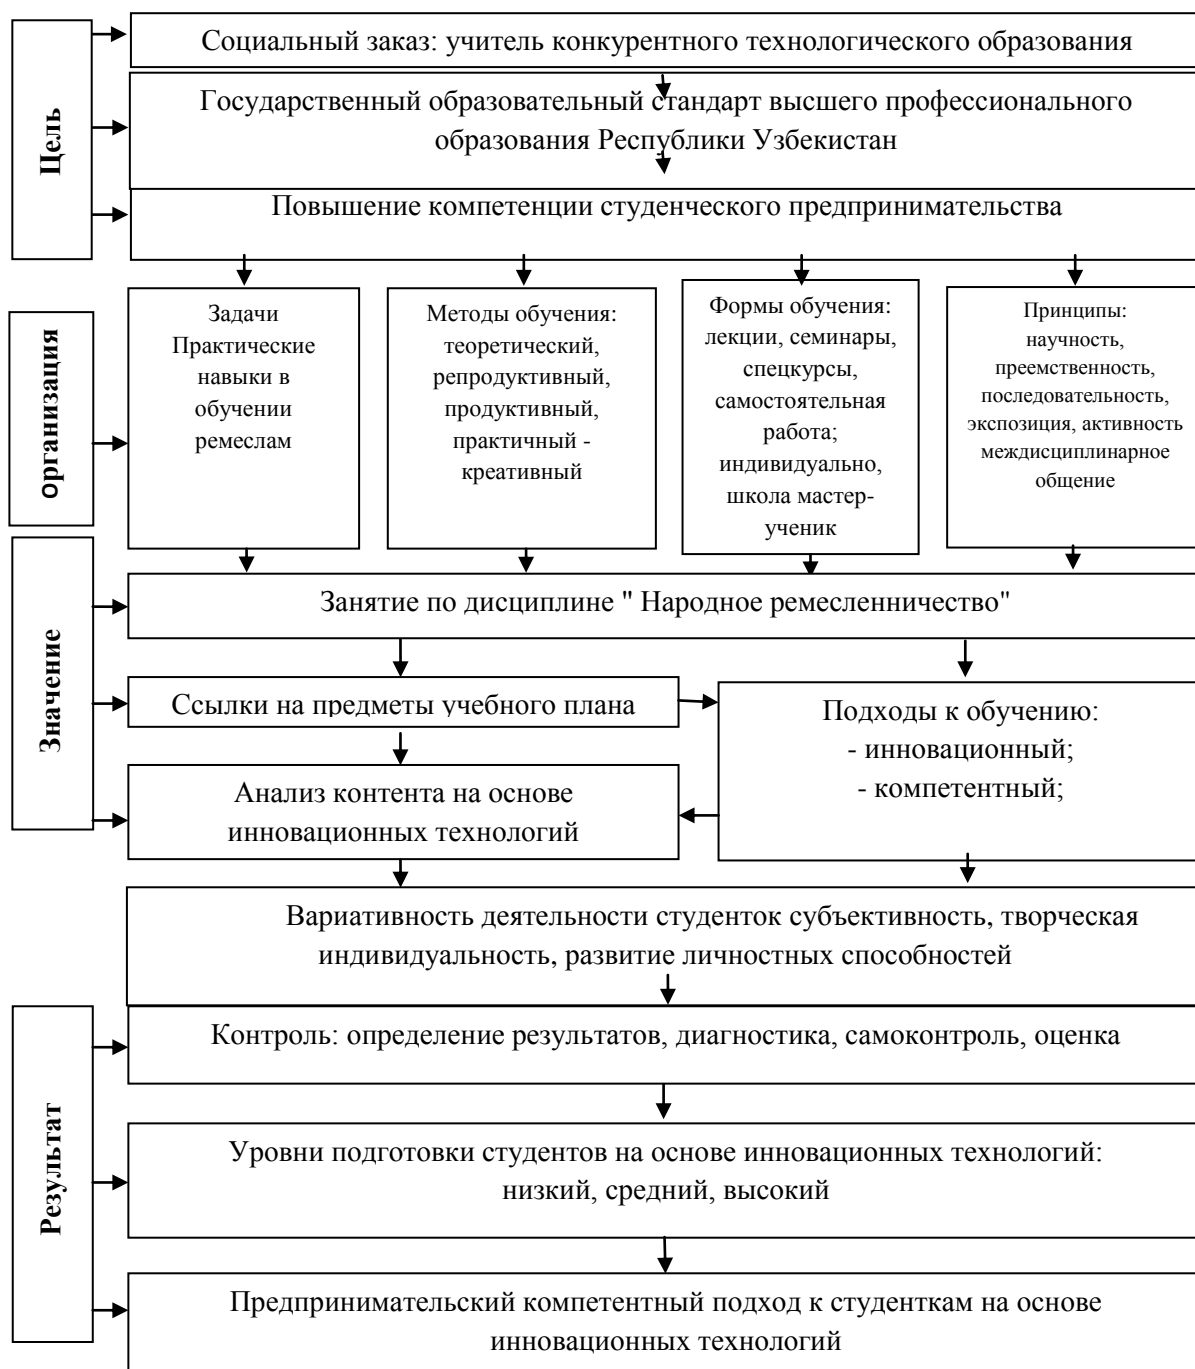 Цель
Социальный заказ: учитель конкурентного технологического образования
Государственный образовательный стандарт высшего профессионального
образования Республики Узбекистан
Повышение компетенции студенческого предпринимательства
организация
Задачи
Практические
навыки в
обучении
ремеслам
Методы обучения:
теоретический,
репродуктивный,
продуктивный,
практичный -
креативный
Формы обучения:
лекции, семинары,
спецкурсы,
самостоятельная
работа;
индивидуально,
школа мастер-
ученик
Принципы:
научность,
преемственность,
последовательность,
экспозиция, активность
междисциплинарное
общение
Значение
Занятие по дисциплине " Народное ремесленничество"
Ссылки на предметы учебного плана
Подходы к обучению:
- инновационный;
- компетентный;
Анализ контента на основе
инновационных технологий
Вариативность деятельности студенток субъективность, творческая
индивидуальность, развитие личностных способностей
Результат
Контроль: определение результатов, диагностика, самоконтроль, оценка
Уровни подготовки студентов на основе инновационных технологий:
низкий, средний, высокий
Предпринимательский компетентный подход к студенткам на основе
инновационных технологий